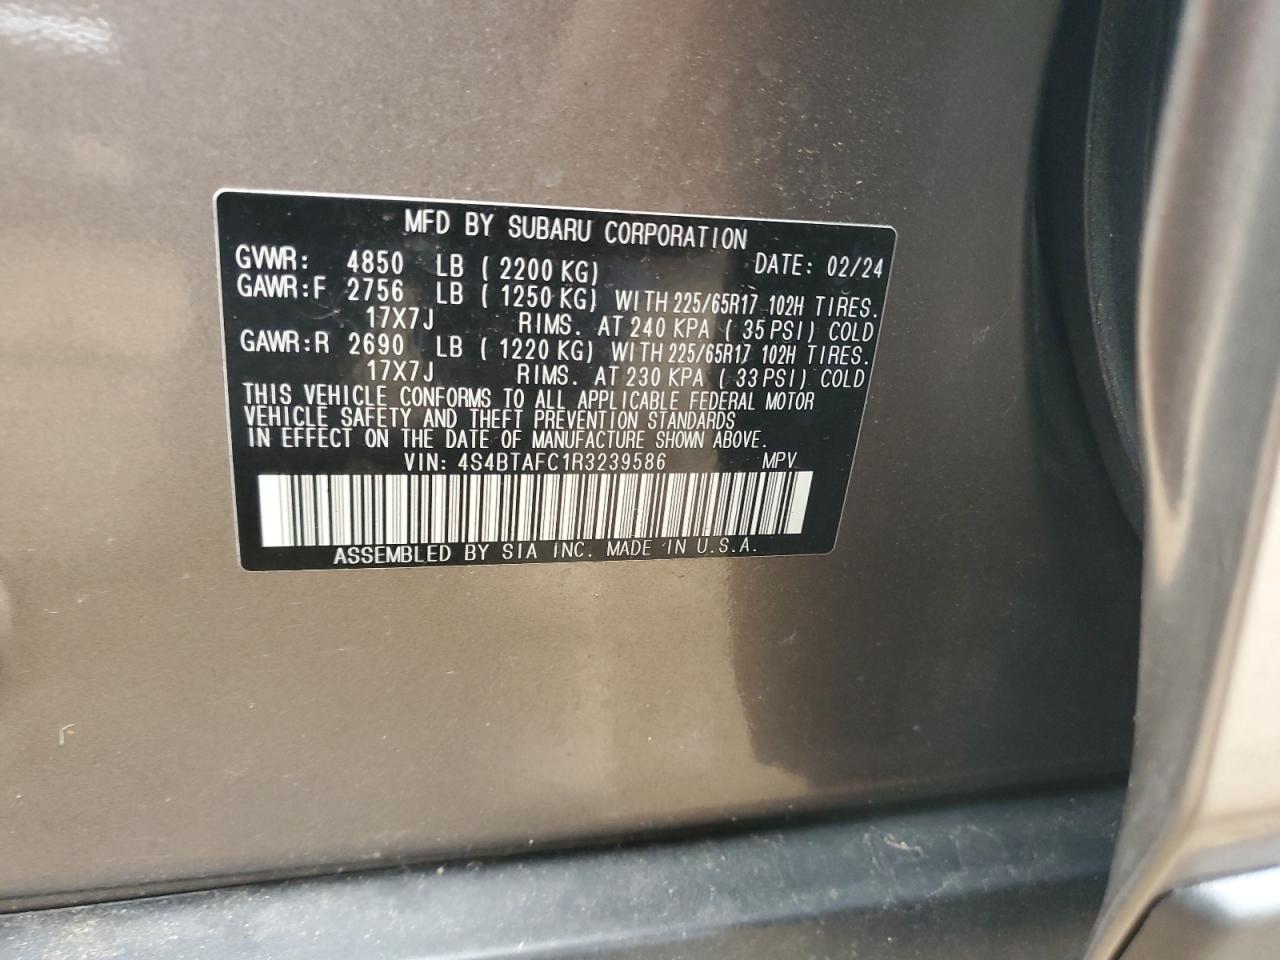 MFD BY SUBARU CORPORATION
GVWR: 4850 LB ( 2200 KG) DATE: 02/24
GAWR:F 2756 LB ( 1250 KG) WITH 225/65R17 102H TIRES.
17X7J RIMS. AT 240 KPA ( 35 PSI) COLD
GAWR:R 2690 LB ( 1220 KG) WITH 225/65R17 102H TIRES.
17X7J RIMS. AT 230 KPA ( 33 PSI) COLD
THIS VEHICLE CONFORMS TO ALL APPLICABLE FEDERAL MOTOR
VEHICLE SAFETY AND THEFT PREVENTION STANDARDS
IN EFFECT ON THE DATE OF MANUFACTURE SHOWN ABOVE.
VIN: 4S4BTAFC1R3239586 MPV
ASSEMBLED BY SIA INC. MADE IN U.S.A.